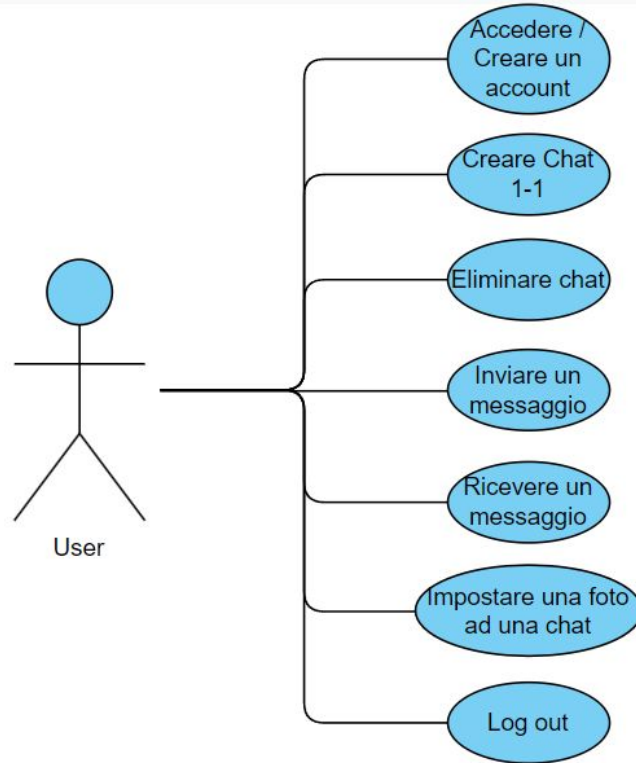 Accedere /
Creare un
account
Creare Chat
1-1
Eliminare chat
Inviare un
messaggio
Ricevere un
messaggio
User
Impostare una foto
ad una chat
Log out